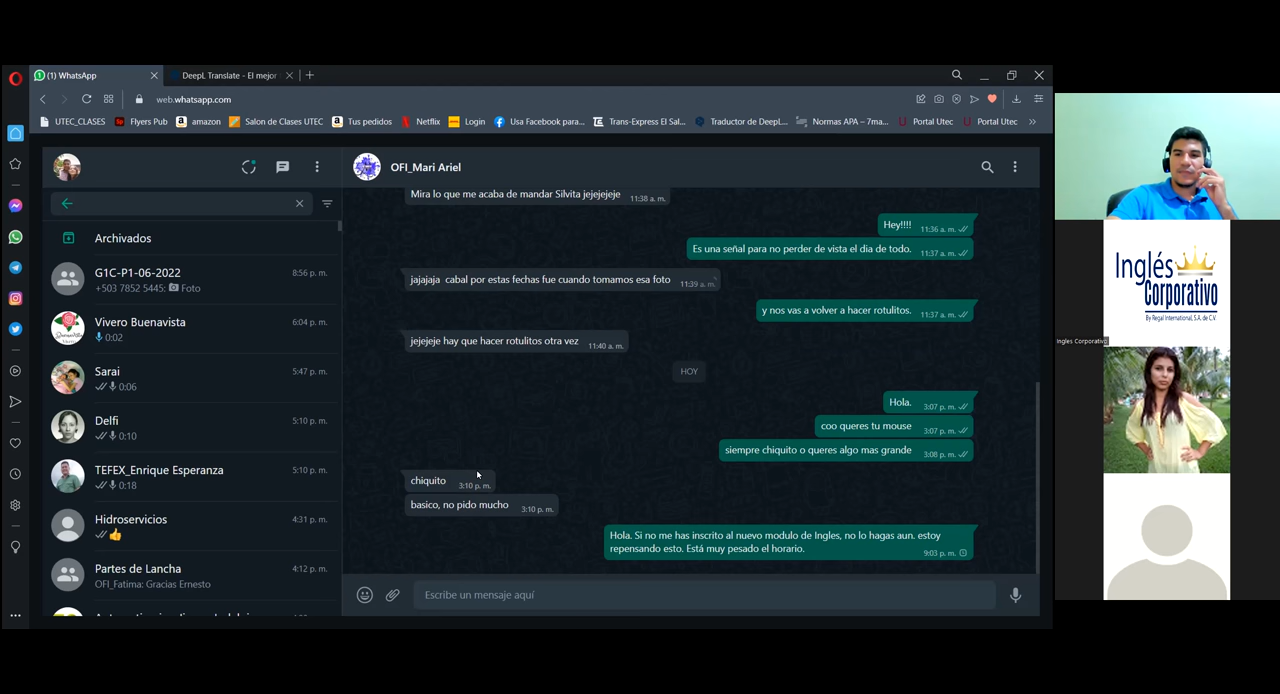 (1) WhatsApp
DeepL Translate - El mejor
web.whatsapp.com
UTEC_CLASES
Flyers Pub
amazon
Salon de Clases UTEC
Tus pedidos
Netflix
Login
Usa Facebook para...
Trans-Express El Sal...
Traductor de DeepL...
Normas APA – 7ma...
Portal Utec
Portal Utec
OFI_Mari Ariel
Archivados
G1C-P1-06-2022 8:56 p. m.
+503 7852 5445: Foto
Vivero Buenavista 6:04 p. m.
0:02
Sarai 5:47 p. m.
0:06
Delfi 5:10 p. m.
0:10
TEFEX_Enrique Esperanza 5:10 p. m.
0:18
Hidroservicios 4:31 p. m.
Partes de Lancha 4:12 p. m.
OFI_Fatima: Gracias Ernesto
Mira lo que me acaba de mandar Silvita jejejejeje 11:38 a. m.
Hey!!!! 11:36 a. m.
Es una señal para no perder de vista el dia de todo. 11:37 a. m.
jajajaja cabal por estas fechas fue cuando tomamos esa foto 11:39 a. m.
y nos vas a volver a hacer rotulitos. 11:37 a. m.
jejejeje hay que hacer rotulitos otra vez 11:40 a. m.
HOY
Hola. 3:07 p. m.
coo queres tu mouse 3:07 p. m.
siempre chiquito o queres algo mas grande 3:08 p. m.
chiquito 3:10 p. m.
basico, no pido mucho 3:10 p. m.
Hola. Si no me has inscrito al nuevo modulo de Ingles, no lo hagas aun. estoy
repensando esto. Está muy pesado el horario. 9:03 p. m.
Escribe un mensaje aquí
Inglés
Corporativo
By Regal International, S.A. de C.V.
Ingles Corporativo